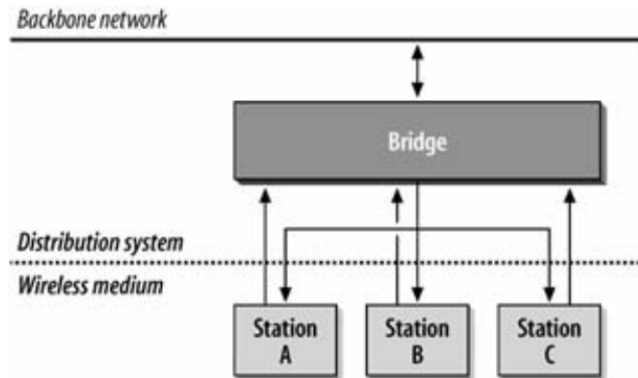 Backbone network
Bridge
Distribution system
Wireless medium
Station
A
Station
B
Station
C